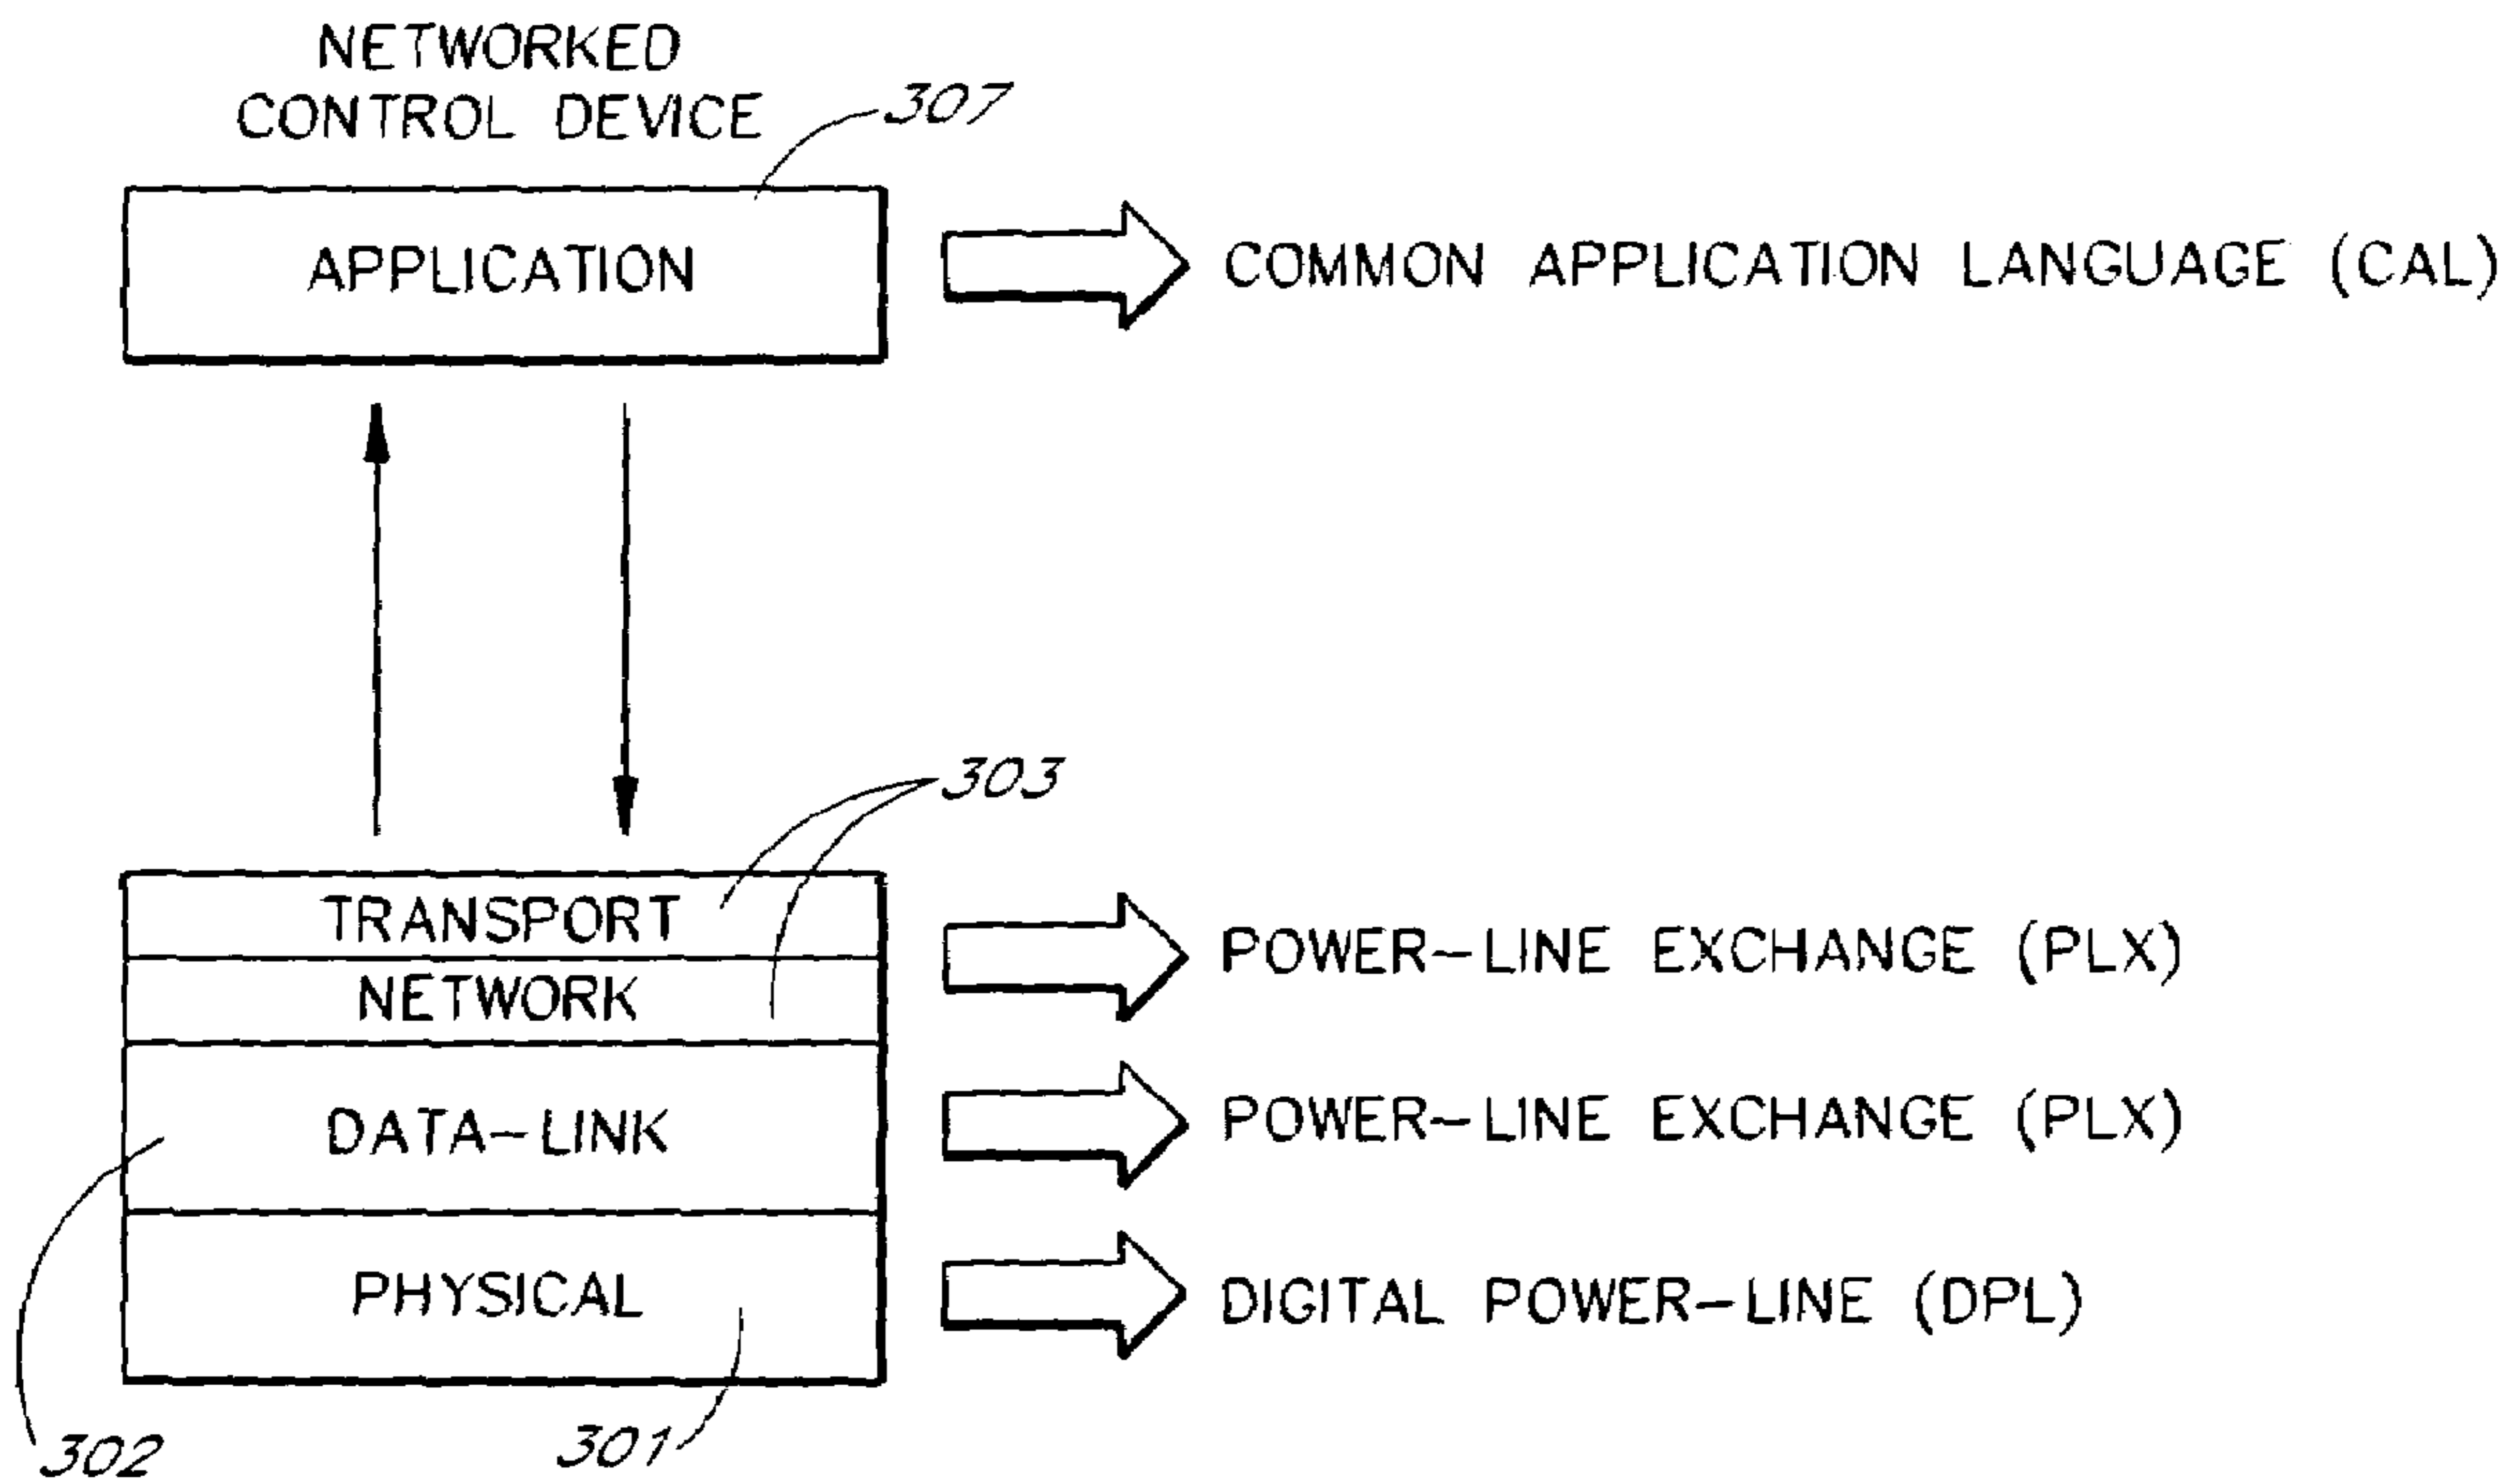 NETWORKED
CONTROL DEVICE
307
APPLICATION
COMMON APPLICATION LANGUAGE (CAL)
303
TRANSPORT
POWER-LINE EXCHANGE (PLX)
NETWORK
DATA-LINK
POWER-LINE EXCHANGE (PLX)
PHYSICAL
DIGITAL POWER-LINE (DPL)
302
301